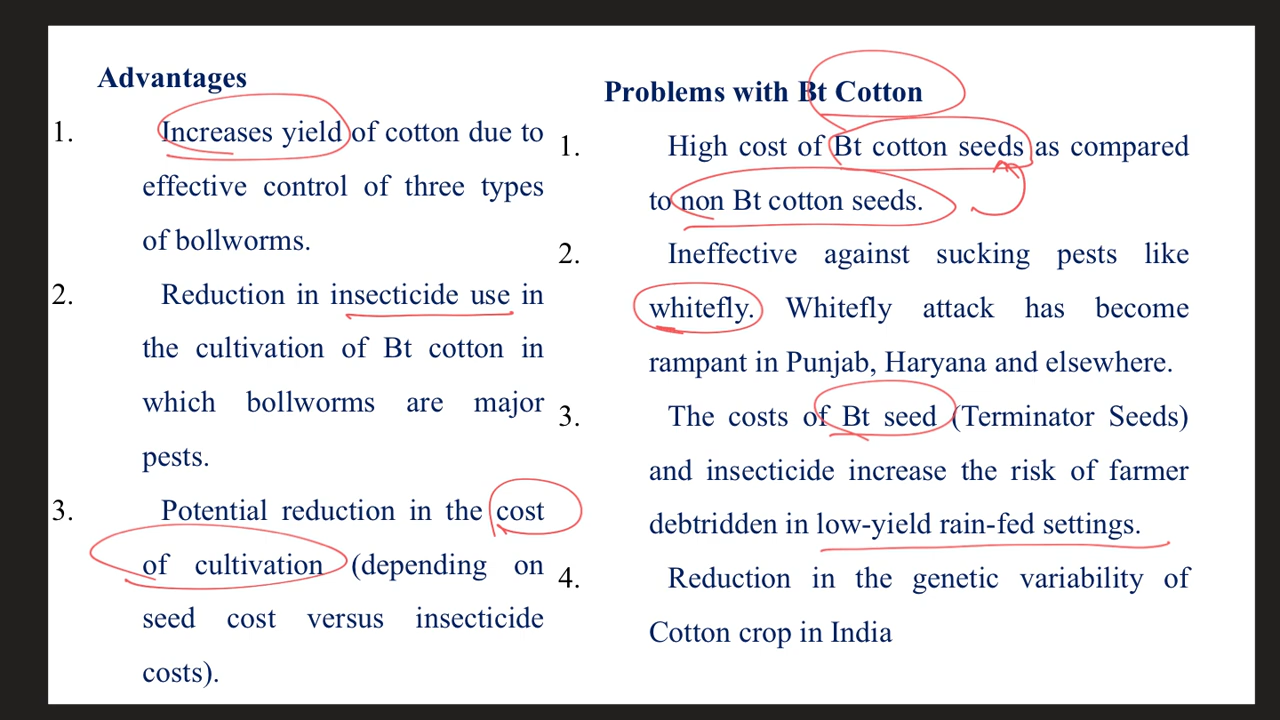 Advantages
1. Increases yield of cotton due to
effective control of three types
of bollworms.
2. Reduction in insecticide use in
the cultivation of Bt cotton in
which bollworms are major
pests.
3. Potential reduction in the cost
of cultivation (depending on
seed cost versus insecticide
costs).
Problems with Bt Cotton
1. High cost of Bt cotton seeds as compared
to non Bt cotton seeds.
2. Ineffective against sucking pests like
whitefly. Whitefly attack has become
rampant in Punjab, Haryana and elsewhere.
3. The costs of Bt seed (Terminator Seeds)
and insecticide increase the risk of farmer
debtridden in low-yield rain-fed settings.
4. Reduction in the genetic variability of
Cotton crop in India